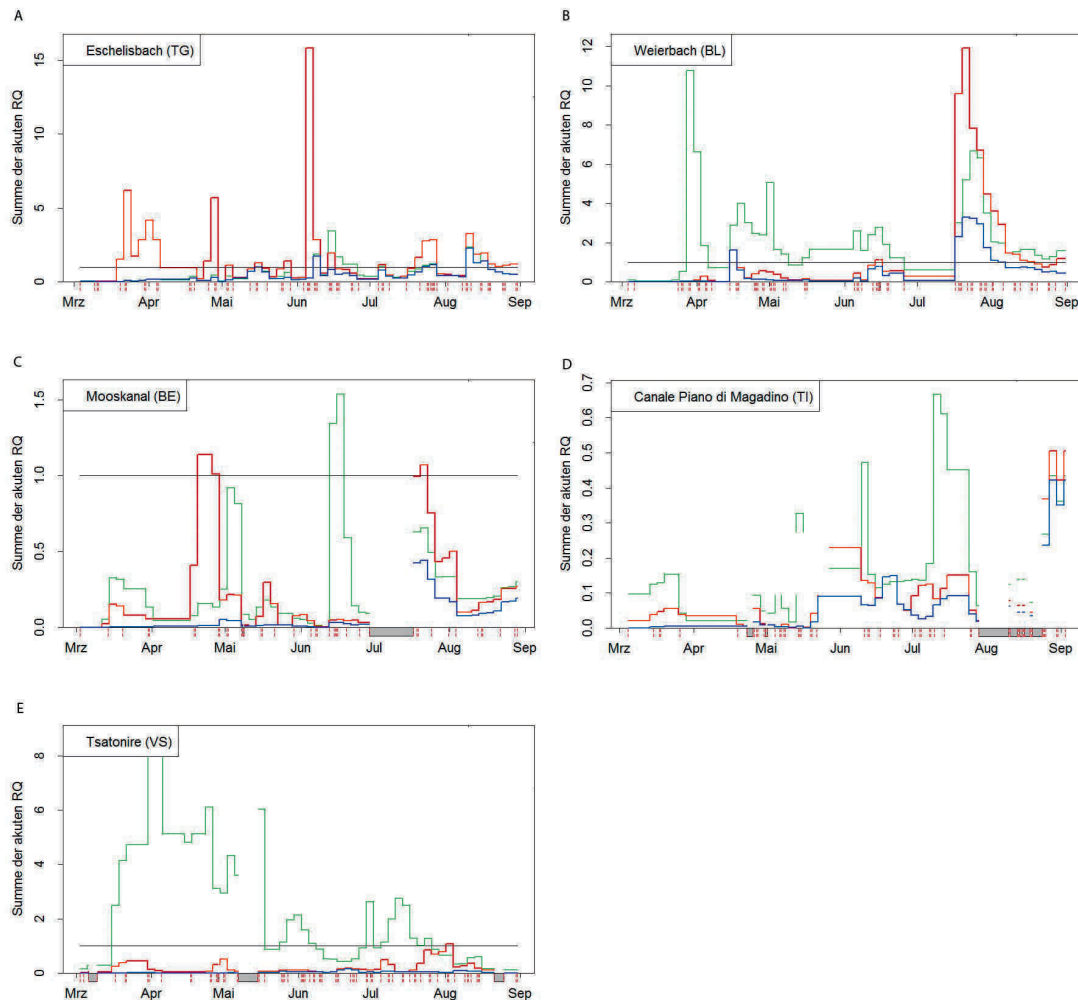 A
Eschelisbach (TG)
Summe der akuten RQ
15
10
5
1
0
Mrz Apr Mai Jun Jul Aug Sep
B
Weierbach (BL)
Summe der akuten RQ
12
10
8
6
4
2
1
0
Mrz Apr Mai Jun Jul Aug Sep
C
Mooskanal (BE)
Summe der akuten RQ
1.5
1.0
0.5
0.0
Mrz Apr Mai Jun Jul Aug Sep
D
Canale Piano di Magadino (TI)
Summe der akuten RQ
0.7
0.6
0.5
0.4
0.3
0.2
0.1
0.0
Mrz Apr Mai Jun Jul Aug Sep
E
Tsatonire (VS)
Summe der akuten RQ
8
6
4
2
1
0
Mrz Apr Mai Jun Jul Aug Sep